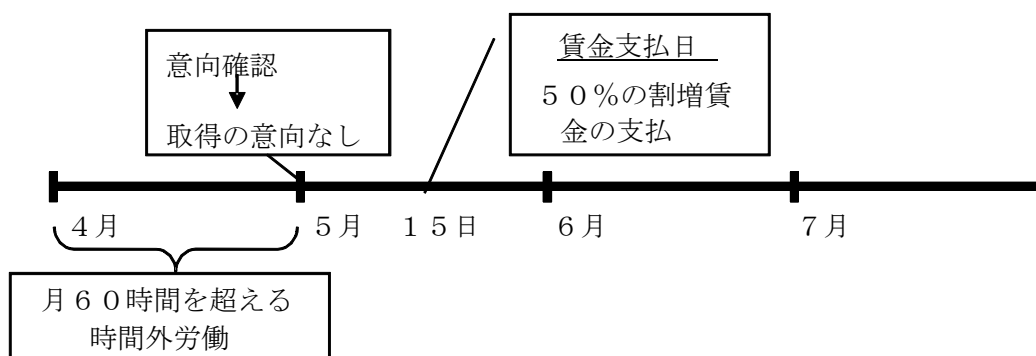 意向確認
取得の意向なし
賃金支払日
５０％の割増賃
金の支払
４月
５月
１５日
６月
７月
月６０時間を超える
時間外労働